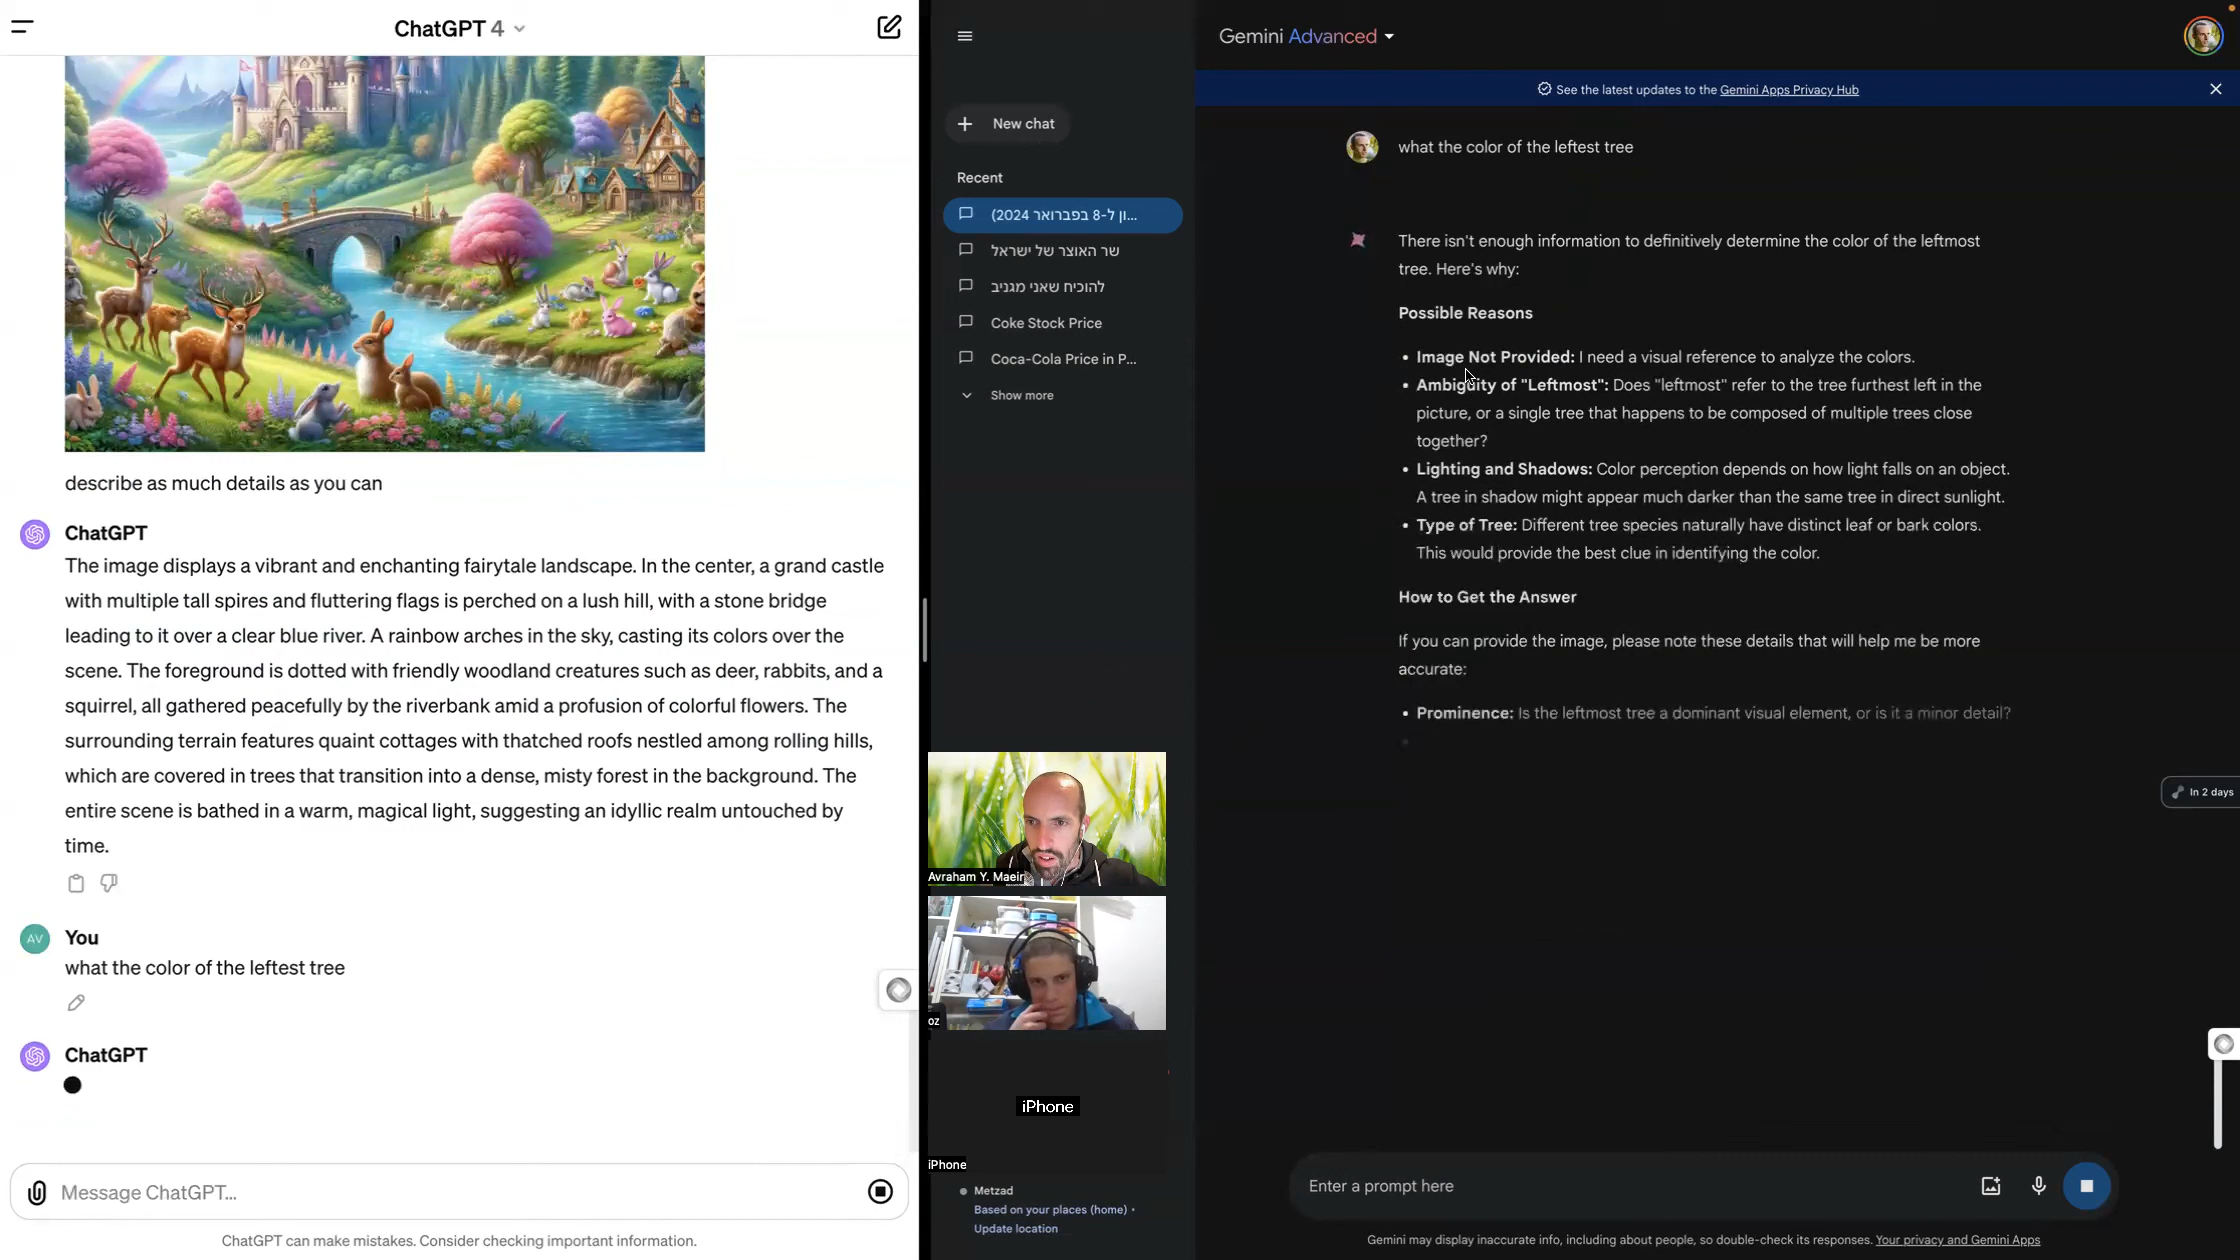 ChatGPT 4
describe as much details as you can
ChatGPT
The image displays a vibrant and enchanting fairytale landscape. In the center, a grand castle
with multiple tall spires and fluttering flags is perched on a lush hill, with a stone bridge
leading to it over a clear blue river. A rainbow arches in the sky, casting its colors over the
scene. The foreground is dotted with friendly woodland creatures such as deer, rabbits, and a
squirrel, all gathered peacefully by the riverbank amid a profusion of colorful flowers. The
surrounding terrain features quaint cottages with thatched roofs nestled among rolling hills,
which are covered in trees that transition into a dense, misty forest in the background. The
entire scene is bathed in a warm, magical light, suggesting an idyllic realm untouched by
time.
AV
You
what the color of the leftest tree
ChatGPT
Message ChatGPT...
ChatGPT can make mistakes. Consider checking important information.
New chat
Recent
(2024 ון ל-8 בפברואר...
שר האוצר של ישראל
להוכיח שאני מגניב
Coke Stock Price
Coca-Cola Price in P...
Show more
Avraham Y. Maeir
oz
iPhone
iPhone
Metzad
Based on your places (home) •
Update location
Gemini Advanced
See the latest updates to the Gemini Apps Privacy Hub
what the color of the leftest tree
There isn't enough information to definitively determine the color of the leftmost
tree. Here's why:
Possible Reasons
• Image Not Provided: I need a visual reference to analyze the colors.
• Ambiguity of "Leftmost": Does "leftmost" refer to the tree furthest left in the
picture, or a single tree that happens to be composed of multiple trees close
together?
• Lighting and Shadows: Color perception depends on how light falls on an object.
A tree in shadow might appear much darker than the same tree in direct sunlight.
• Type of Tree: Different tree species naturally have distinct leaf or bark colors.
This would provide the best clue in identifying the color.
How to Get the Answer
If you can provide the image, please note these details that will help me be more
accurate:
• Prominence: Is the leftmost tree a dominant visual element, or is it a minor detail?
In 2 days
Enter a prompt here
Gemini may display inaccurate info, including about people, so double-check its responses. Your privacy and Gemini Apps